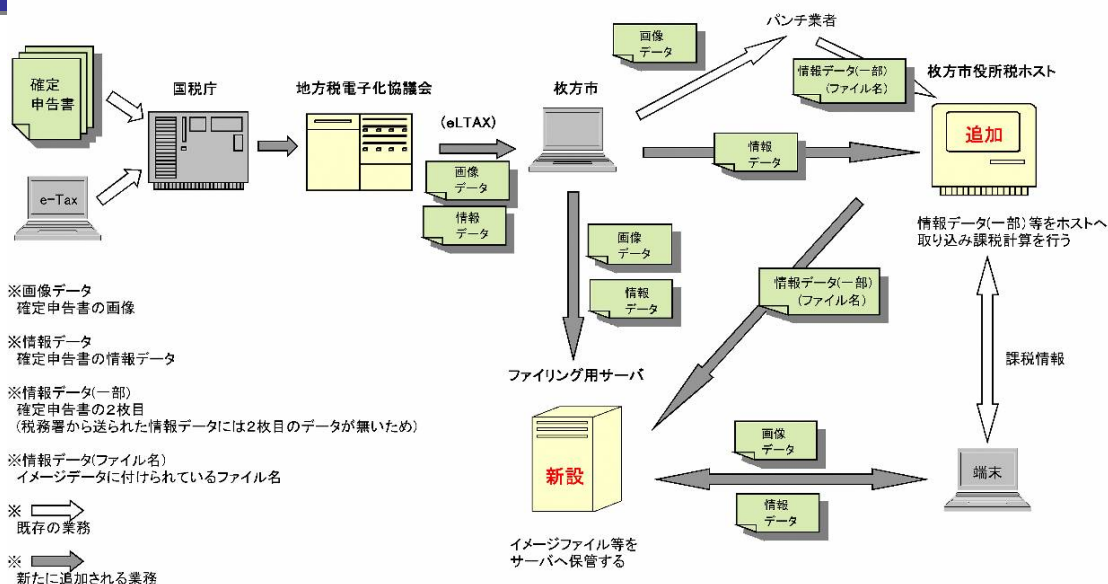 確定
申告書
e-Tax
国税庁
地方税電子化協議会
(eLTAX)
画像
データ
情報
データ
枚方市
画像
データ
パンチ業者
情報データ(一部)
(ファイル名)
枚方市役所税ホスト
追加
情報
データ
情報データ(一部)等をホストへ
取り込み課税計算を行う
画像
データ
情報
データ
情報データ(一部)
(ファイル名)
課税情報
ファイリング用サーバ
新設
イメージファイル等を
サーバへ保管する
画像
データ
情報
データ
端末
※画像データ
確定申告書の画像
※情報データ
確定申告書の情報データ
※情報データ(一部)
確定申告書の2枚目
(税務署から送られた情報データには2枚目のデータが無いため)
※情報データ(ファイル名)
イメージデータに付けられているファイル名
※
既存の業務
※
新たに追加される業務